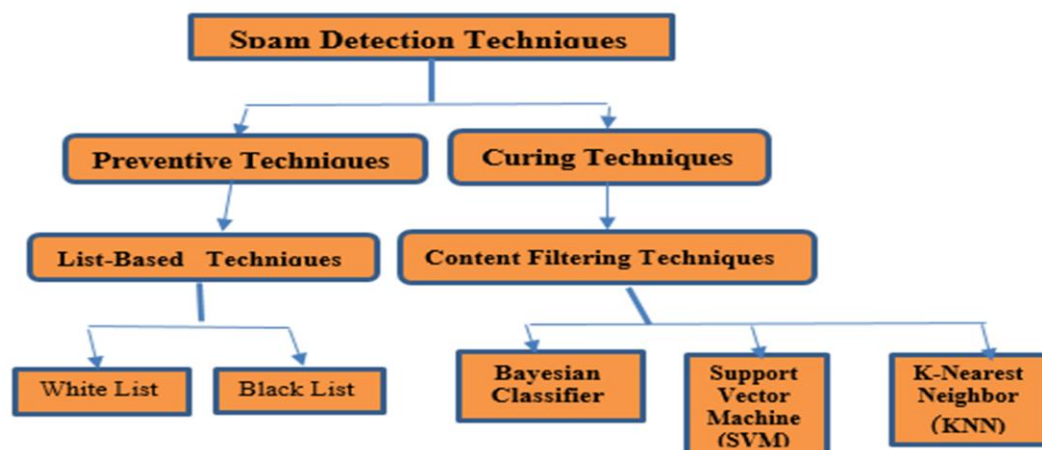 Spam Detection Techniques
Preventive Techniques
Curing Techniques
List-Based Techniques
Content Filtering Techniques
White List
Black List
Bayesian
Classifier
Support
Vector
Machine
(SVM)
K-Nearest
Neighbor
(KNN)